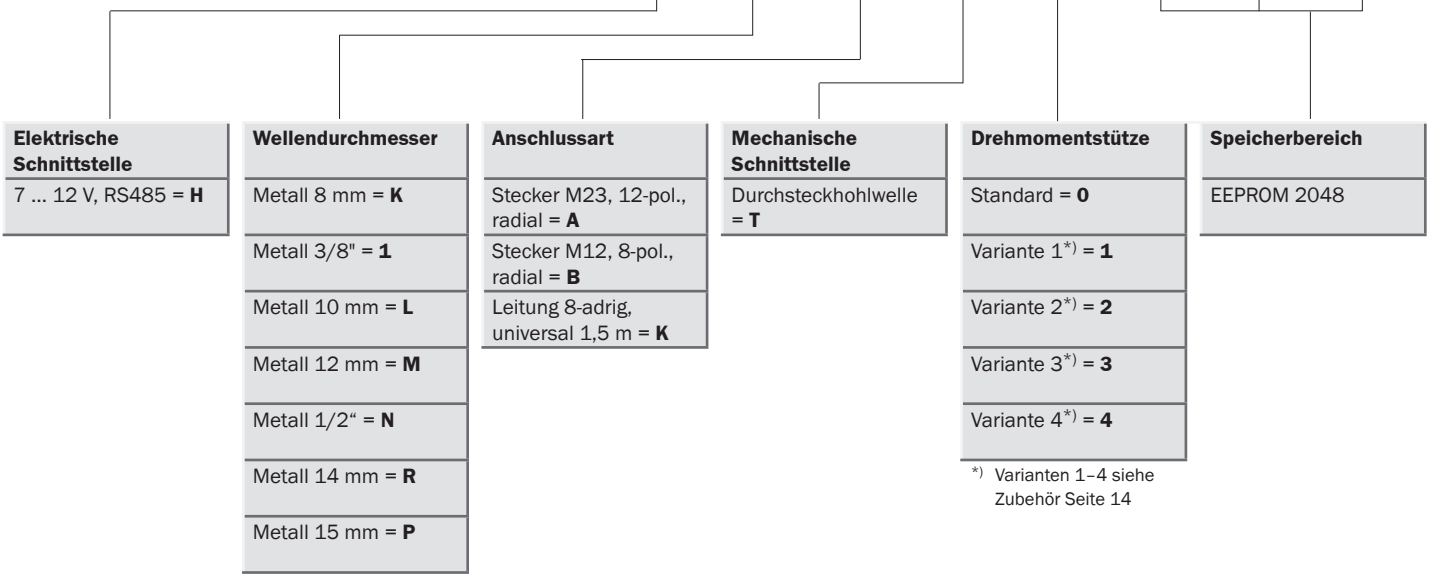 Elektrische
Schnittstelle
7 ... 12 V, RS485 = H
Wellendurchmesser
Metall 8 mm = K
Metall 3/8" = 1
Metall 10 mm = L
Metall 12 mm = M
Metall 1/2“ = N
Metall 14 mm = R
Metall 15 mm = P
Anschlussart
Stecker M23, 12-pol.,
radial = A
Stecker M12, 8-pol.,
radial = B
Leitung 8-adrig,
universal 1,5 m = K
Mechanische
Schnittstelle
Durchsteckhohlwelle
= T
Drehmomentstütze
Standard = 0
Variante 1*) = 1
Variante 2*) = 2
Variante 3*) = 3
Variante 4*) = 4
*) Varianten 1–4 siehe
Zubehör Seite 14
Speicherbereich
EEPROM 2048